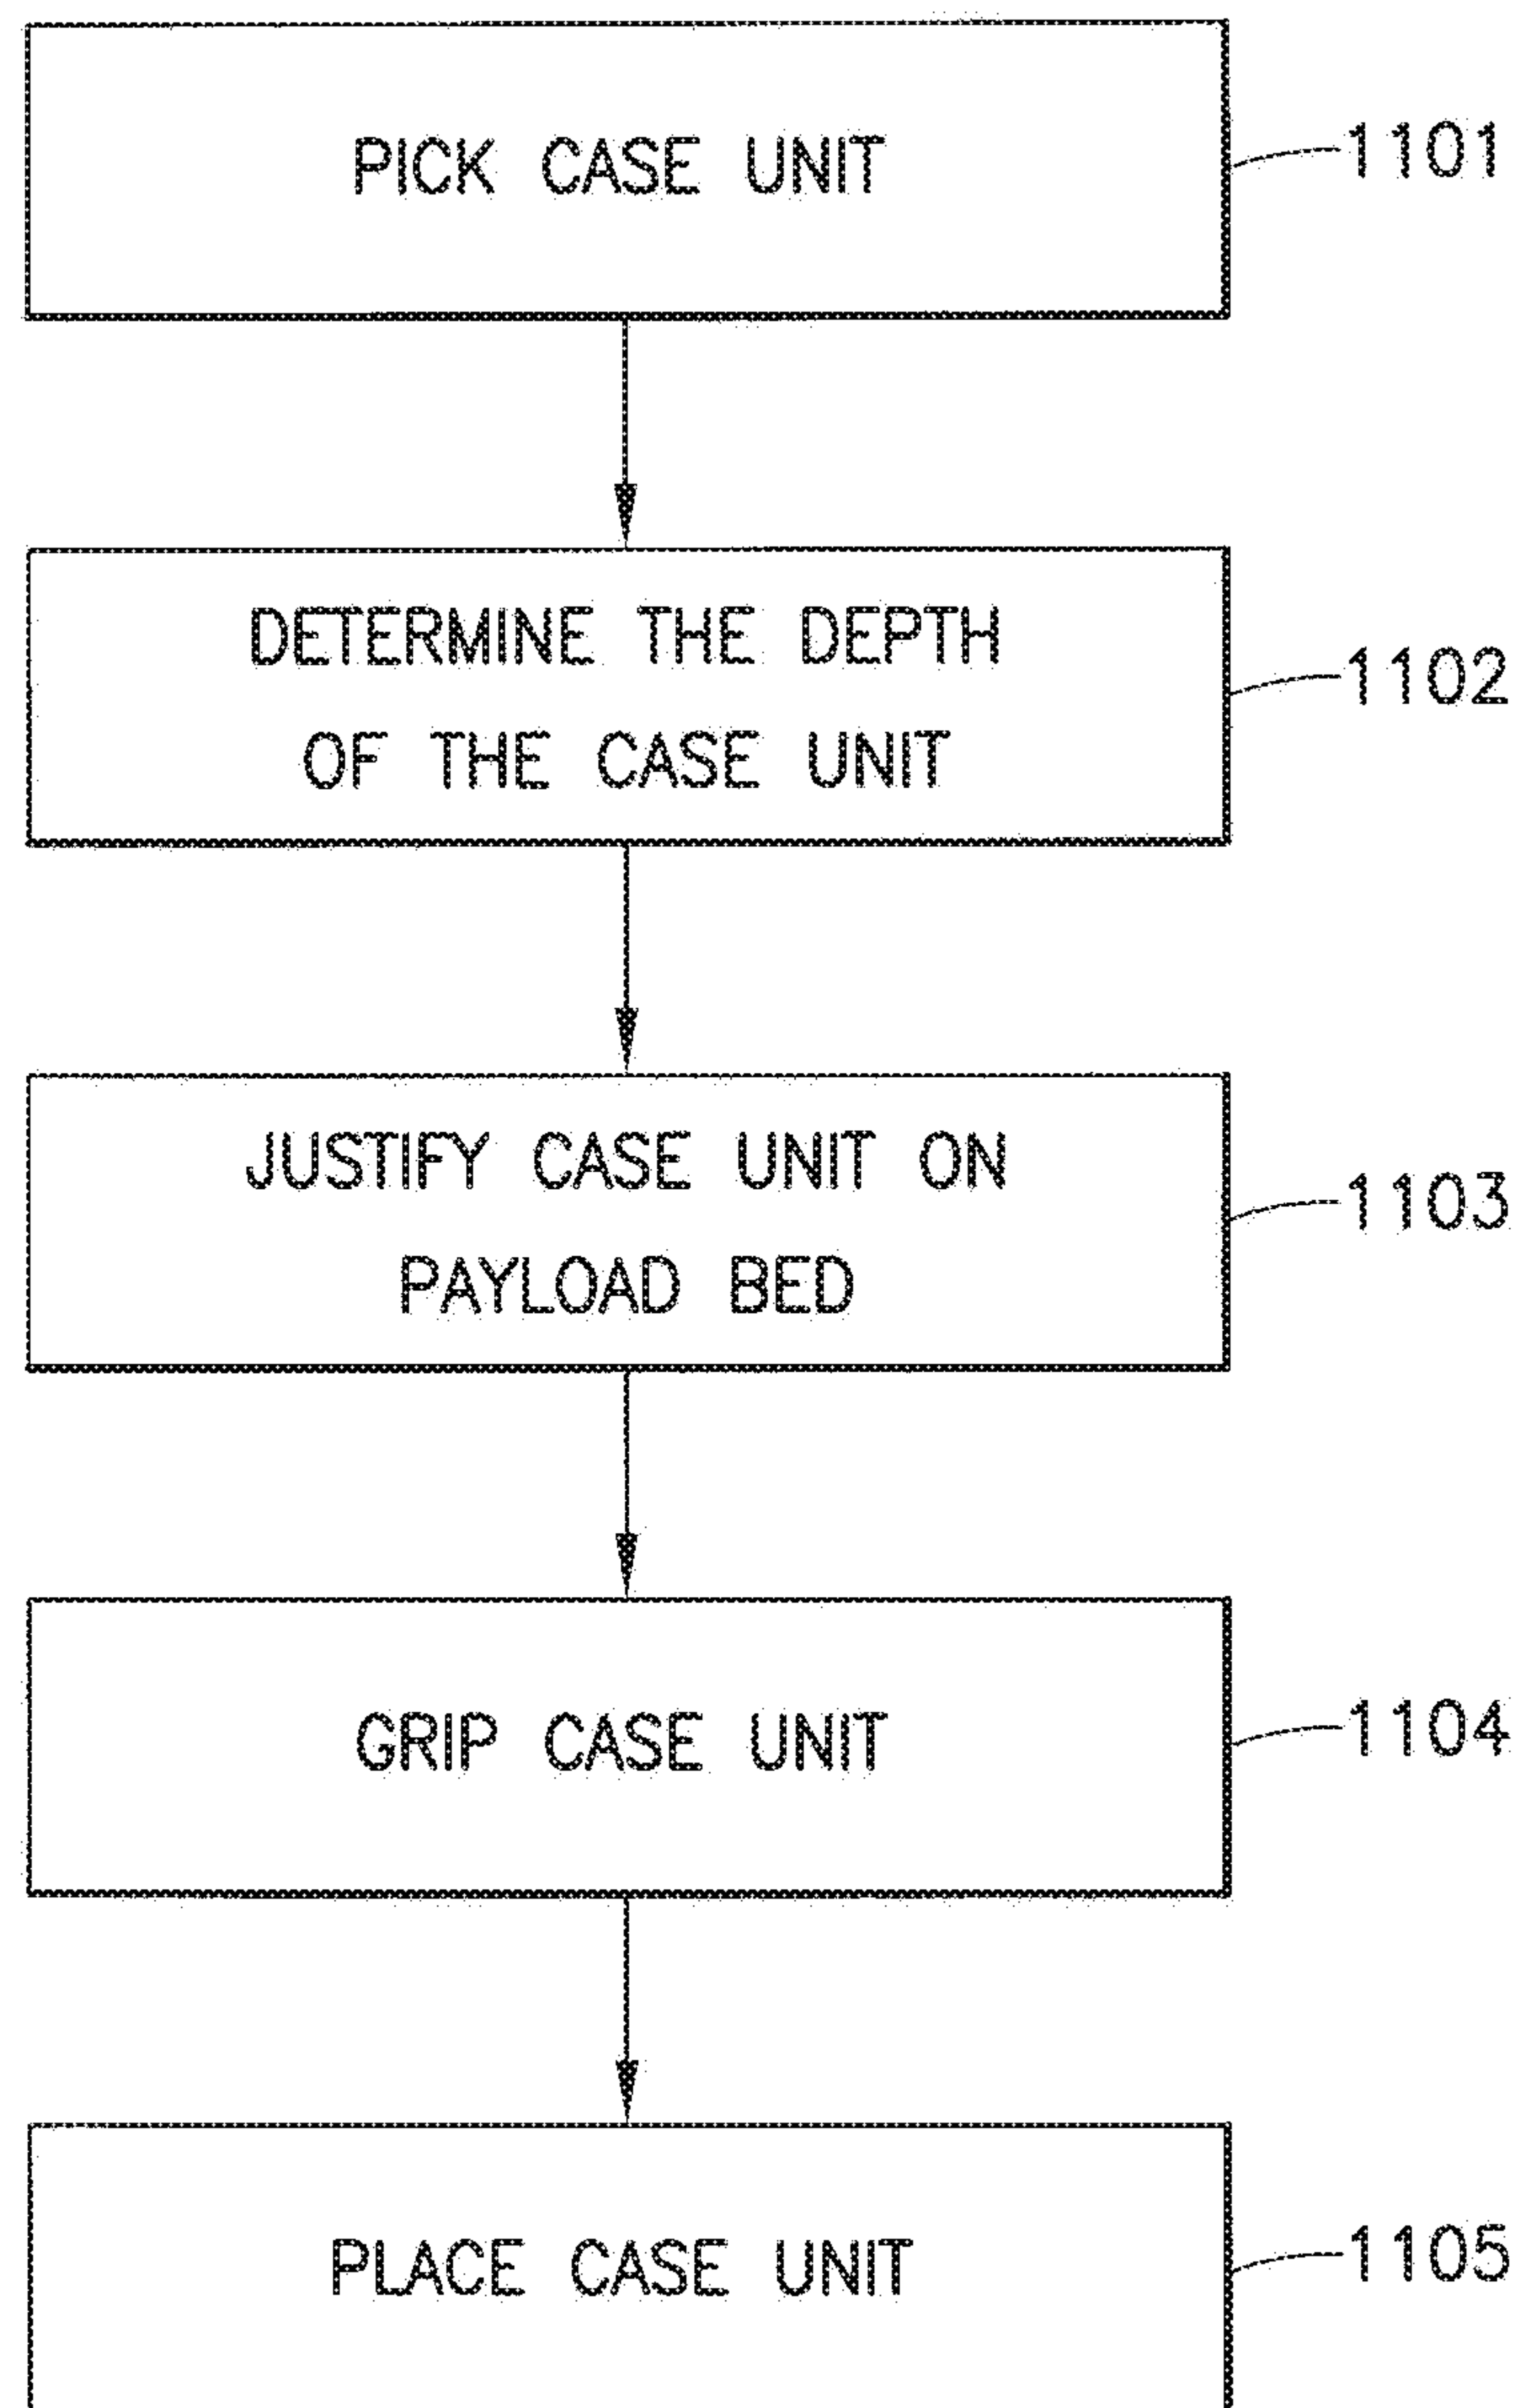 PICK CASE UNIT
1101
DETERMINE THE DEPTH
OF THE CASE UNIT
1102
JUSTIFY CASE UNIT ON
PAYLOAD BED
1103
GRIP CASE UNIT
1104
PLACE CASE UNIT
1105